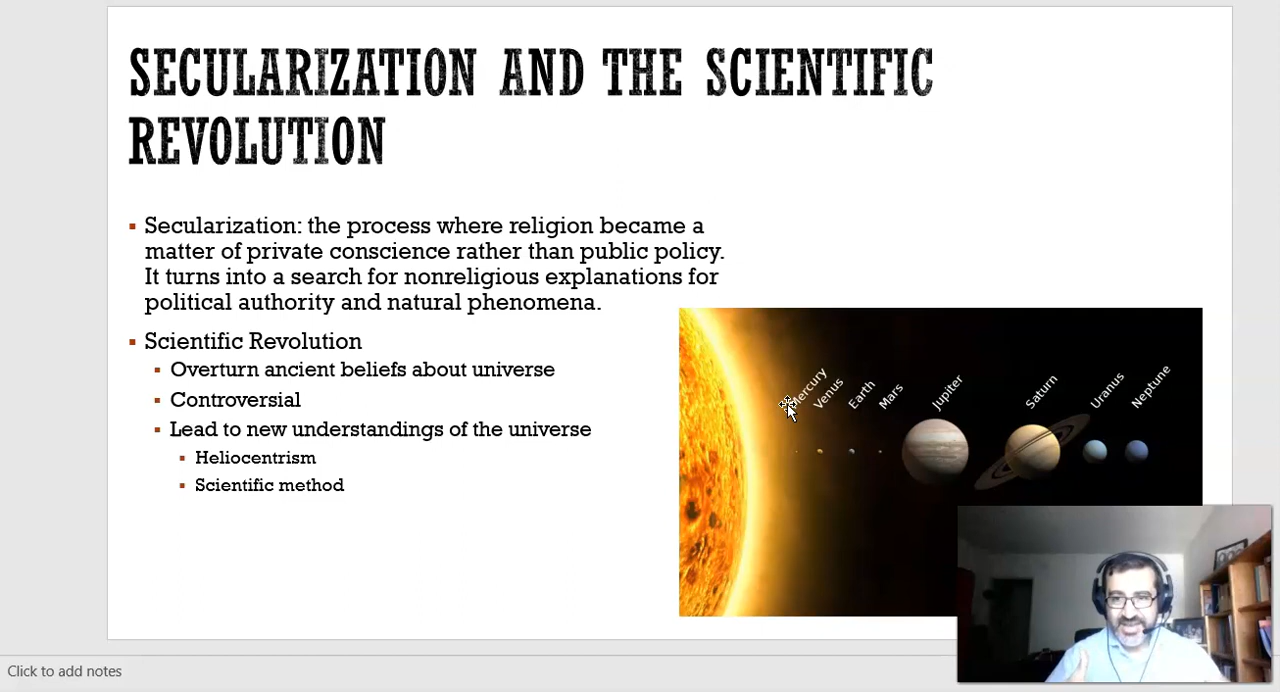 SECULARIZATION AND THE SCIENTIFIC
REVOLUTION
Secularization: the process where religion became a
matter of private conscience rather than public policy.
It turns into a search for nonreligious explanations for
political authority and natural phenomena.
Scientific Revolution
Overturn ancient beliefs about universe
Controversial
Lead to new understandings of the universe
Heliocentrism
Scientific method
Mercury
Venus
Earth
Mars
Jupiter
Saturn
Uranus
Neptune
Click to add notes